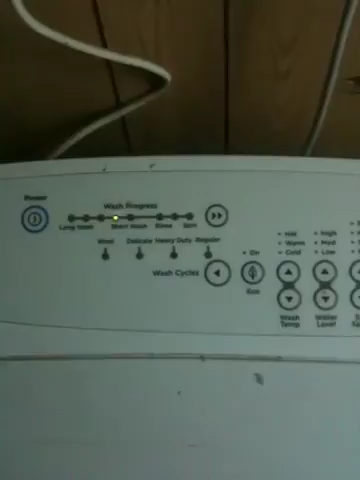 Power
Wash Progress
Long Wash Short Wash Rinse Spin
Wool Delicate Heavy Duty Regular
Wash Cycles
On
Eco
Hot
Warm
Cold
Wash
Temp
High
Med
Low
Water
Level